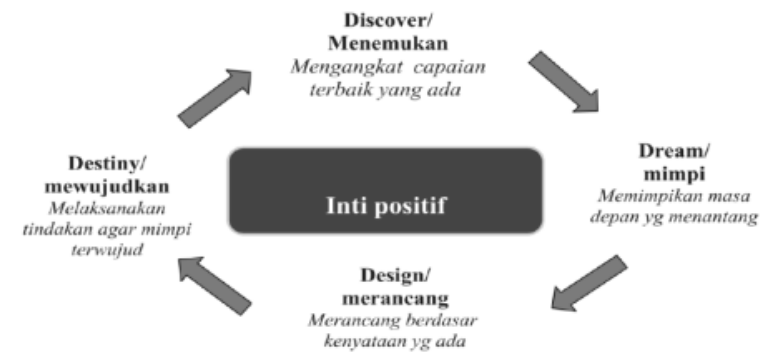 Discover/
Menemukan
Mengangkat capaian
terbaik yang ada
Dream/
mimpi
Memimpikan masa
depan yg menantang
Design/
merancang
Merancang berdasar
kenyataan yg ada
Destiny/
mewujudkan
Melaksanakan
tindakan agar mimpi
terwujud
Inti positif